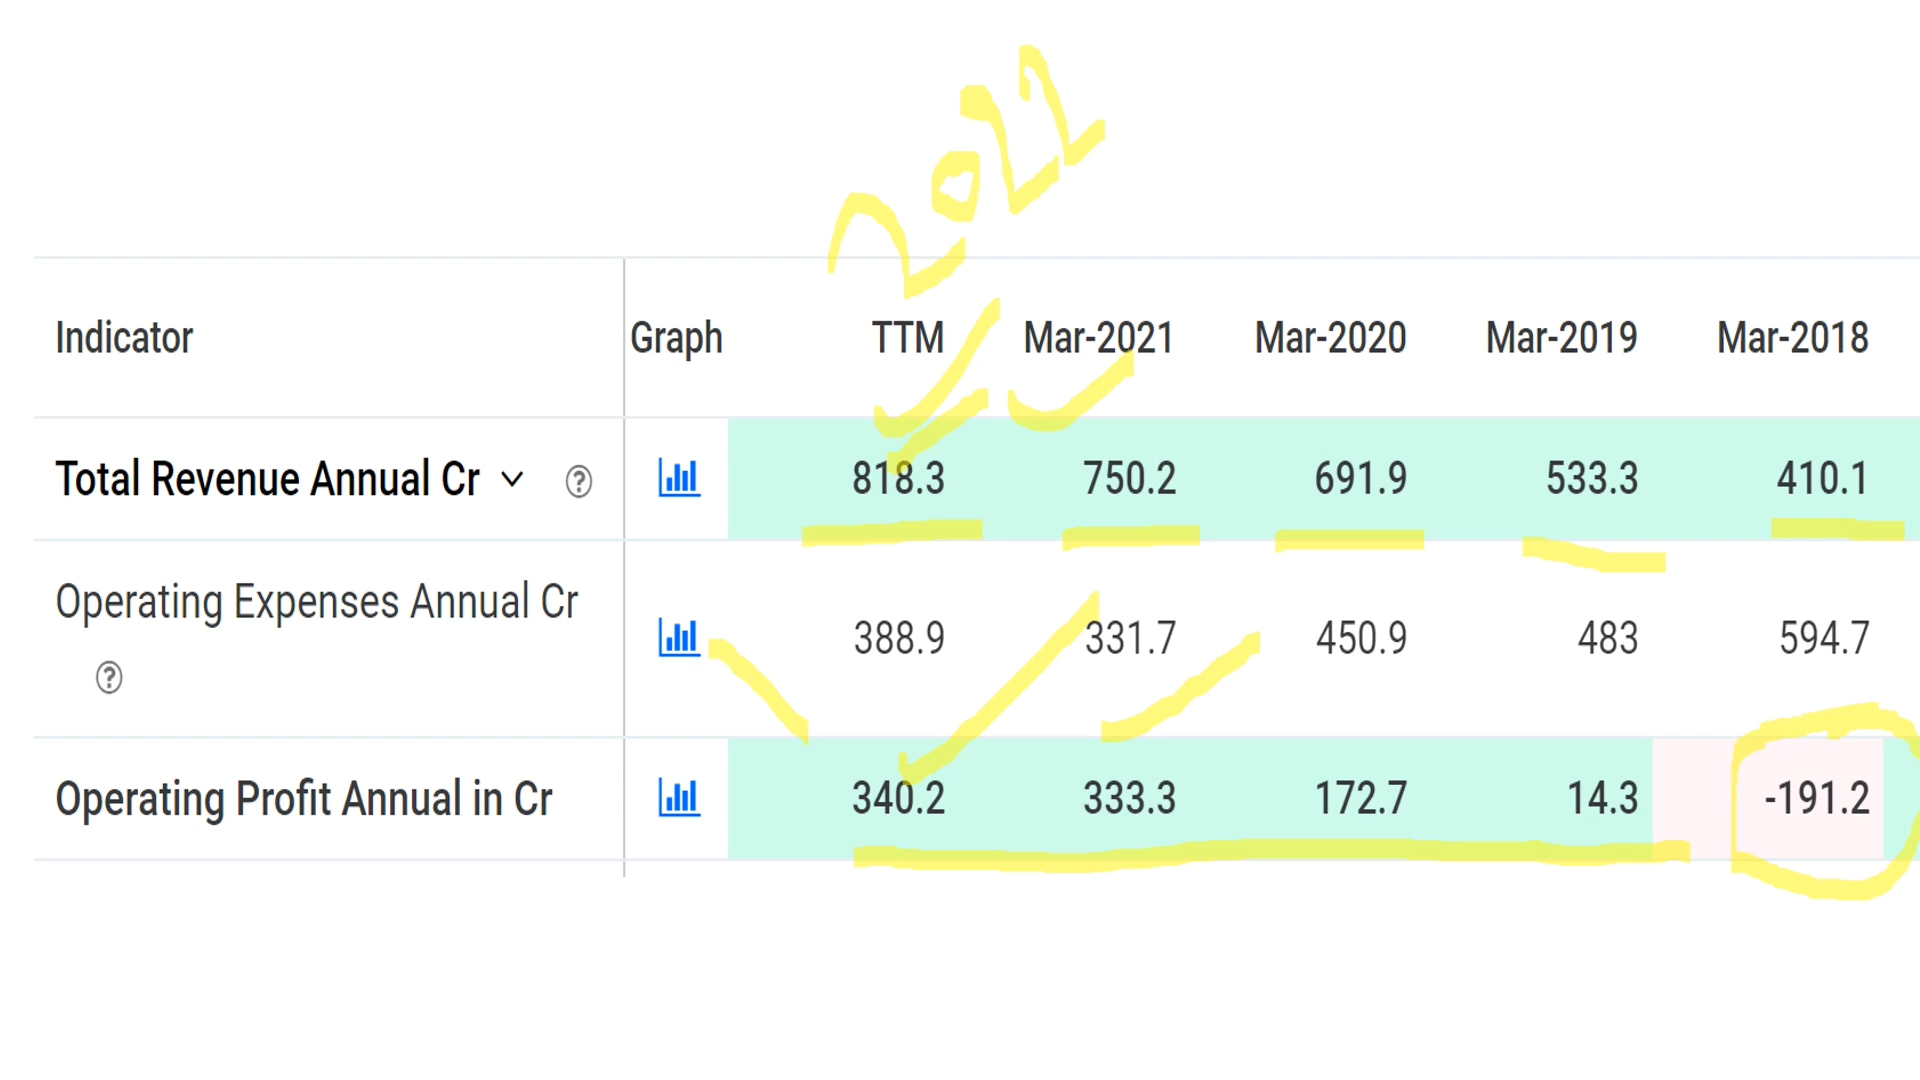 2022
Indicator Graph TTM Mar-2021 Mar-2020 Mar-2019 Mar-2018
Total Revenue Annual Cr ? 818.3 750.2 691.9 533.3 410.1
Operating Expenses Annual Cr 388.9 331.7 450.9 483 594.7
?
Operating Profit Annual in Cr 340.2 333.3 172.7 14.3 -191.2